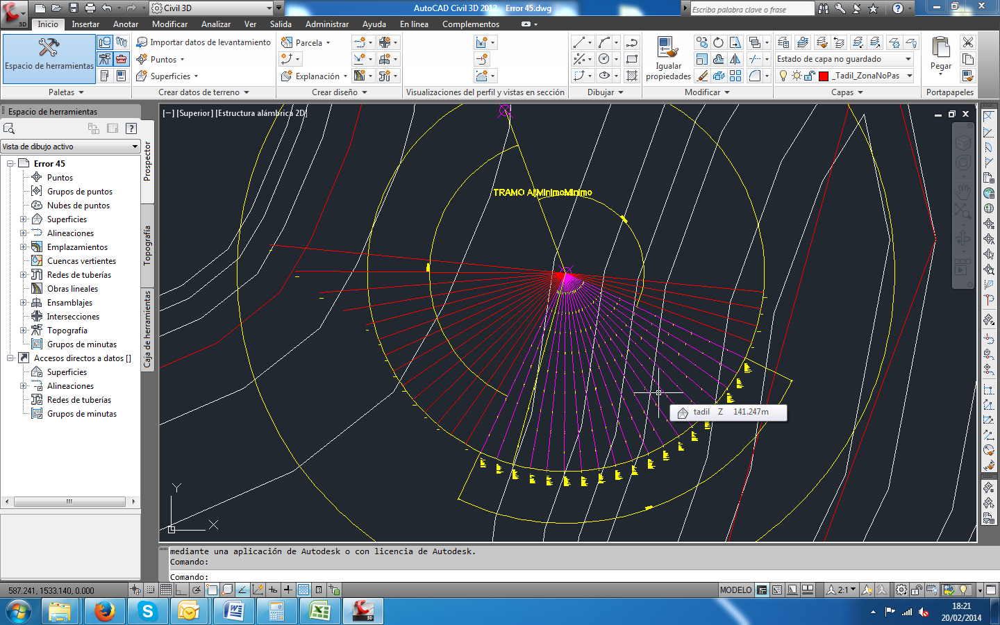 AutoCAD Civil 3D 2012    Error 45.dwg
Civil 3D
Escriba palabra clave o frase
3D
Inicio Insertar Anotar Modificar Analizar Ver Salida Administrar Ayuda En línea Complementos
Espacio de herramientas
Importar datos de levantamiento
Puntos
Superficies
Parcela
Explanación
Igualar propiedades
Estado de capa no guardado
_Tadil_ZonaNoPas
Pegar
Paletas
Crear datos de terreno
Crear diseño
Visualizaciones del perfil y vistas en sección
Dibujar
Modificar
Capas
Portapapeles
Espacio de herramientas
Vista de dibujo activo
Error 45
Puntos
Grupos de puntos
Nubes de puntos
Superficies
Alineaciones
Emplazamientos
Cuencas vertientes
Redes de tuberías
Obras lineales
Ensamblajes
Intersecciones
Topografía
Grupos de minutas
Accesos directos a datos []
Superficies
Alineaciones
Redes de tuberías
Grupos de minutas
Prospector
Topografía
Caja de herramientas
[−] [Superior] [Estructura alámbrica 2D]
TRAMO AjMinimoMinimo
tadil Z 141.247m
Y
X
mediante una aplicación de Autodesk o con licencia de Autodesk.
Comando:
Comando:
587.241, 1533.140, 0.000
MODELO
2:1
3D
18:21
20/02/2014